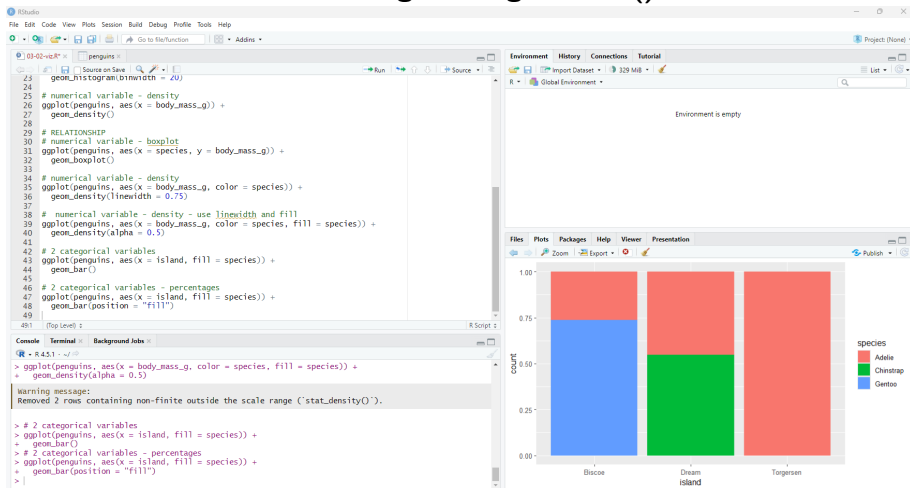 RStudio
File Edit Code View Plots Session Build Debug Profile Tools Help
Go to file/function Addins
Project: (None)
03-02-viz.R* penguins
Source on Save Run Source
23 geom_histogram(binwidth = 20)
24
25 # numerical variable - density
26 ggplot(penguins, aes(x = body_mass_g)) +
27 geom_density()
28
29 # RELATIONSHIP
30 # numerical variable - boxplot
31 ggplot(penguins, aes(x = species, y = body_mass_g)) +
32 geom_boxplot()
33
34 # numerical variable - density
35 ggplot(penguins, aes(x = body_mass_g, color = species)) +
36 geom_density(linewidth = 0.75)
37
38 # numerical variable - density - use linewidth and fill
39 ggplot(penguins, aes(x = body_mass_g, color = species, fill = species)) +
40 geom_density(alpha = 0.5)
41
42 # 2 categorical variables
43 ggplot(penguins, aes(x = island, fill = species)) +
44 geom_bar()
45
46 # 2 categorical variables - percentages
47 ggplot(penguins, aes(x = island, fill = species)) +
48 geom_bar(position = "fill")
49
49:1 (Top Level) R Script
Console Terminal Background Jobs
R 4.5.1 · ~/
> ggplot(penguins, aes(x = body_mass_g, color = species, fill = species)) +
+ geom_density(alpha = 0.5)
Warning message:
Removed 2 rows containing non-finite outside the scale range (`stat_density()`).
> # 2 categorical variables
> ggplot(penguins, aes(x = island, fill = species)) +
+ geom_bar()
> # 2 categorical variables - percentages
> ggplot(penguins, aes(x = island, fill = species)) +
+ geom_bar(position = "fill")
>
Environment History Connections Tutorial
Import Dataset 329 MiB List
R Global Environment
Environment is empty
Files Plots Packages Help Viewer Presentation
Zoom Export Publish
1.00
0.75
0.50
0.25
0.00
count
Biscoe Dream Torgersen
island
species
Adelie
Chinstrap
Gentoo